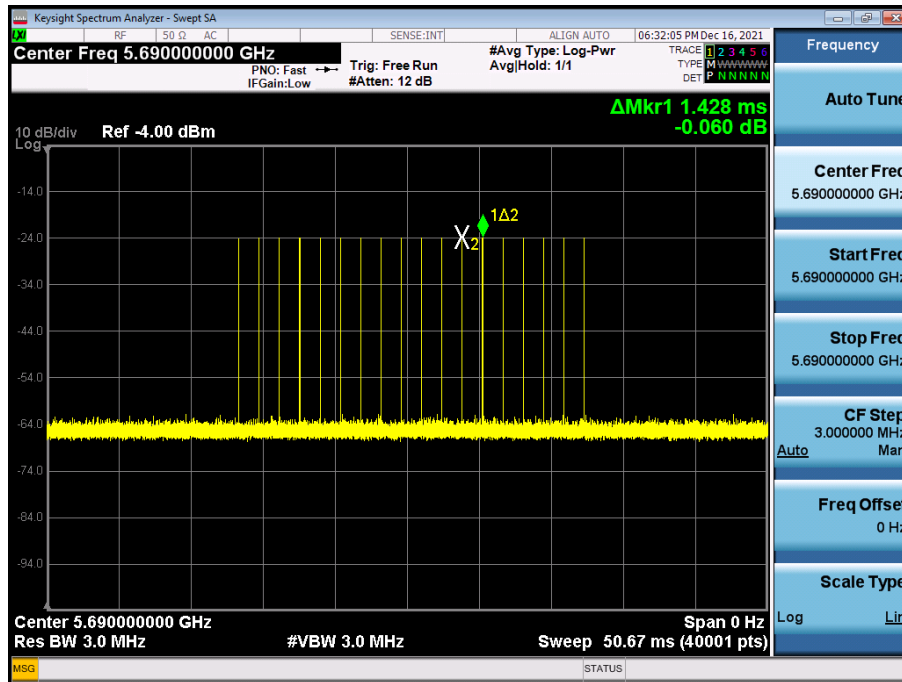 Keysight Spectrum Analyzer - Swept SA
LXI RF 50 Ω AC SENSE:INT ALIGN AUTO 06:32:05 PM Dec 16, 2021
Center Freq 5.690000000 GHz
PNO: Fast
IFGain:Low
Trig: Free Run
#Atten: 12 dB
#Avg Type: Log-Pwr
Avg|Hold: 1/1
TRACE 1 2 3 4 5 6
TYPE M WWWWW
DET P N N N N N
ΔMkr1 1.428 ms
-0.060 dB
10 dB/div Ref -4.00 dBm
Log
-14.0
-24.0
-34.0
-44.0
-54.0
-64.0
-74.0
-84.0
-94.0
1Δ2
X2
Center 5.690000000 GHz Span 0 Hz
Res BW 3.0 MHz #VBW 3.0 MHz Sweep 50.67 ms (40001 pts)
MSG STATUS
Frequency
Auto Tune
Center Freq
5.690000000 GHz
Start Freq
5.690000000 GHz
Stop Freq
5.690000000 GHz
CF Step
3.000000 MHz
Auto Man
Freq Offset
0 Hz
Scale Type
Log Lin